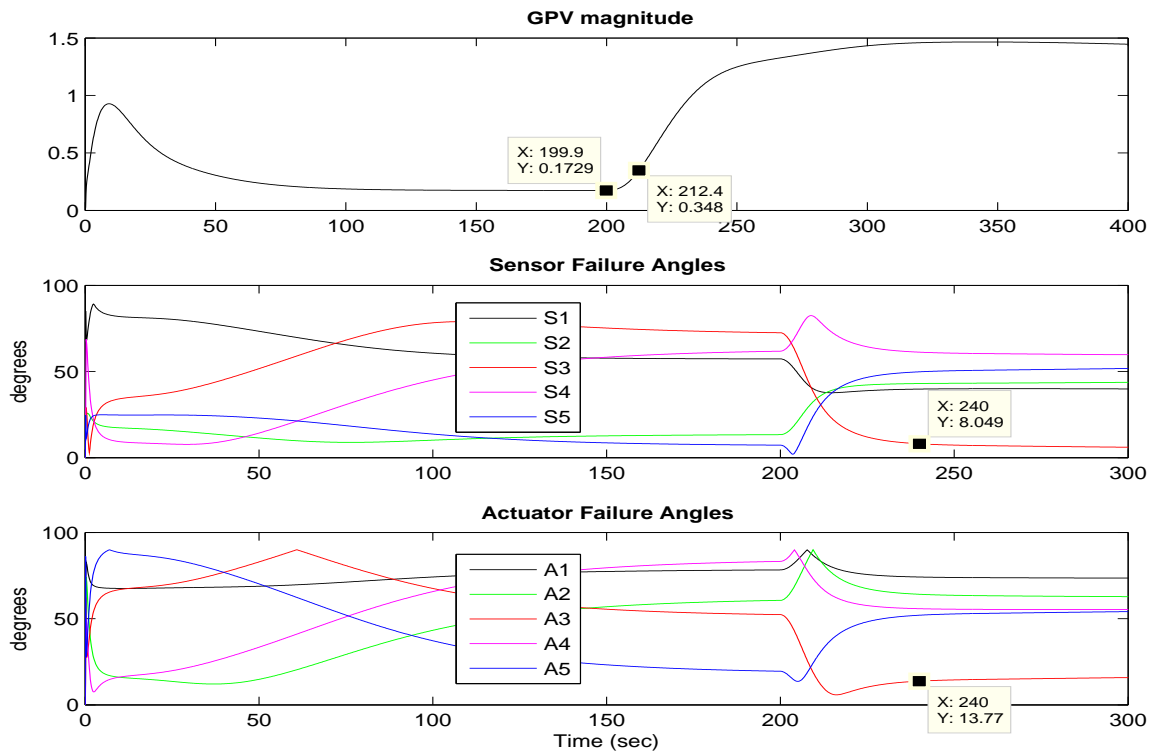 GPV magnitude
1.5
1
0.5
0
X: 199.9
Y: 0.1729
X: 212.4
Y: 0.348
0 50 100 150 200 250 300 350 400
Sensor Failure Angles
degrees
100
50
0
S1
S2
S3
S4
S5
X: 240
Y: 8.049
0 50 100 150 200 250 300
Actuator Failure Angles
degrees
100
50
0
A1
A2
A3
A4
A5
X: 240
Y: 13.77
0 50 100 150 200 250 300
Time (sec)